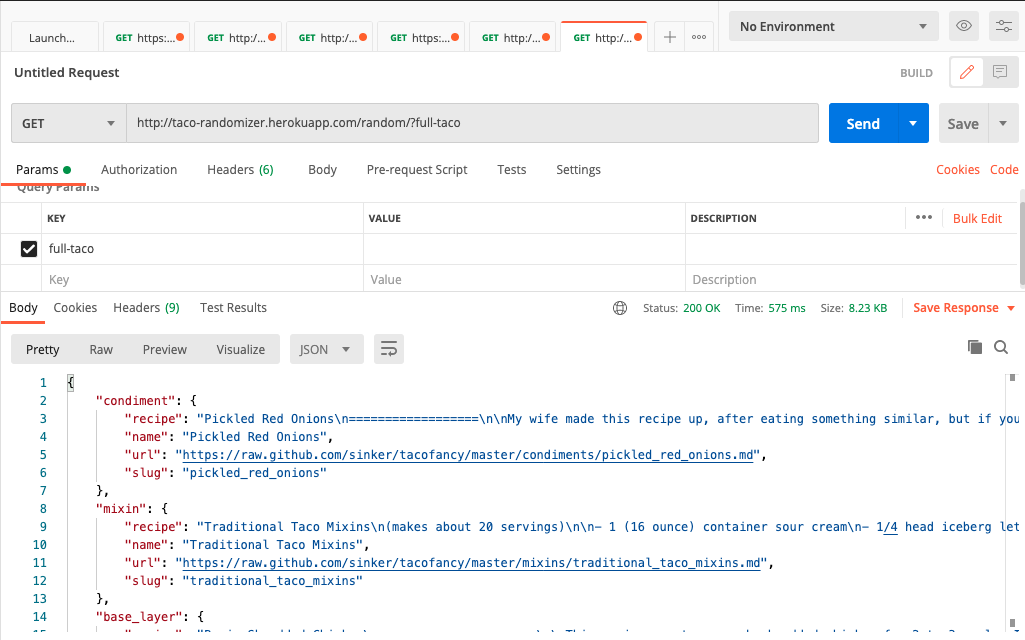 Launch... GET https:... GET http:/... GET http:/... GET https:... GET http:/... GET http:/... No Environment
Untitled Request BUILD
GET http://taco-randomizer.herokuapp.com/random/?full-taco Send Save
Params Authorization Headers (6) Body Pre-request Script Tests Settings Cookies Code
Query Params
KEY VALUE DESCRIPTION ••• Bulk Edit
full-taco
Key Value Description
Body Cookies Headers (9) Test Results Status: 200 OK Time: 575 ms Size: 8.23 KB Save Response
Pretty Raw Preview Visualize JSON
1 {
2 "condiment": {
3 "recipe": "Pickled Red Onions\n==================\n\nMy wife made this recipe up, after eating something similar, but if you
4 "name": "Pickled Red Onions",
5 "url": "https://raw.github.com/sinker/tacofancy/master/condiments/pickled_red_onions.md",
6 "slug": "pickled_red_onions"
7 },
8 "mixin": {
9 "recipe": "Traditional Taco Mixins\n(makes about 20 servings)\n\n– 1 (16 ounce) container sour cream\n– 1/4 head iceberg let
10 "name": "Traditional Taco Mixins",
11 "url": "https://raw.github.com/sinker/tacofancy/master/mixins/traditional_taco_mixins.md",
12 "slug": "traditional_taco_mixins"
13 },
14 "base_layer": {